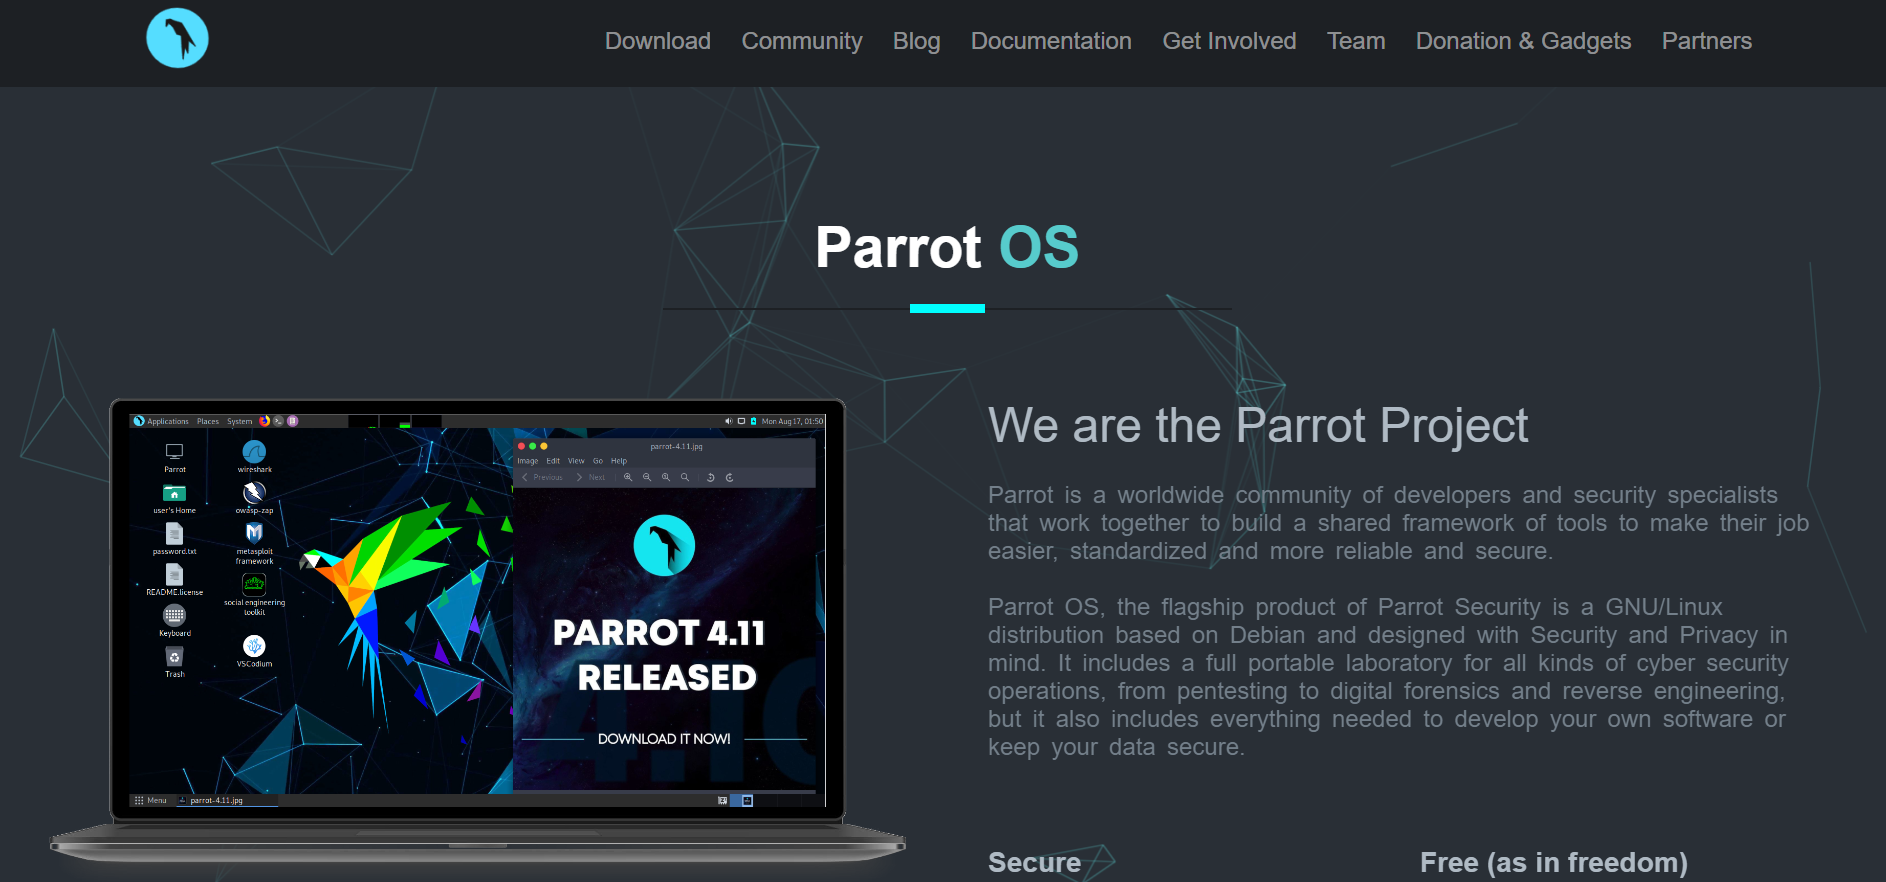 Download Community Blog Documentation Get Involved Team Donation & Gadgets Partners
Parrot OS
Applications Places System
Mon Aug 17, 01:50
Parrot
wireshark
user's Home
owasp-zap
password.txt
metasploit
framework
README.license
social engineering
toolkit
Keyboard
VSCodium
Trash
parrot-4.11.jpg
Image Edit View Go Help
Previous Next
PARROT 4.11
RELEASED
DOWNLOAD IT NOW!
Menu parrot-4.11.jpg
We are the Parrot Project
Parrot is a worldwide community of developers and security specialists
that work together to build a shared framework of tools to make their job
easier, standardized and more reliable and secure.
Parrot OS, the flagship product of Parrot Security is a GNU/Linux
distribution based on Debian and designed with Security and Privacy in
mind. It includes a full portable laboratory for all kinds of cyber security
operations, from pentesting to digital forensics and reverse engineering,
but it also includes everything needed to develop your own software or
keep your data secure.
Secure
Free (as in freedom)